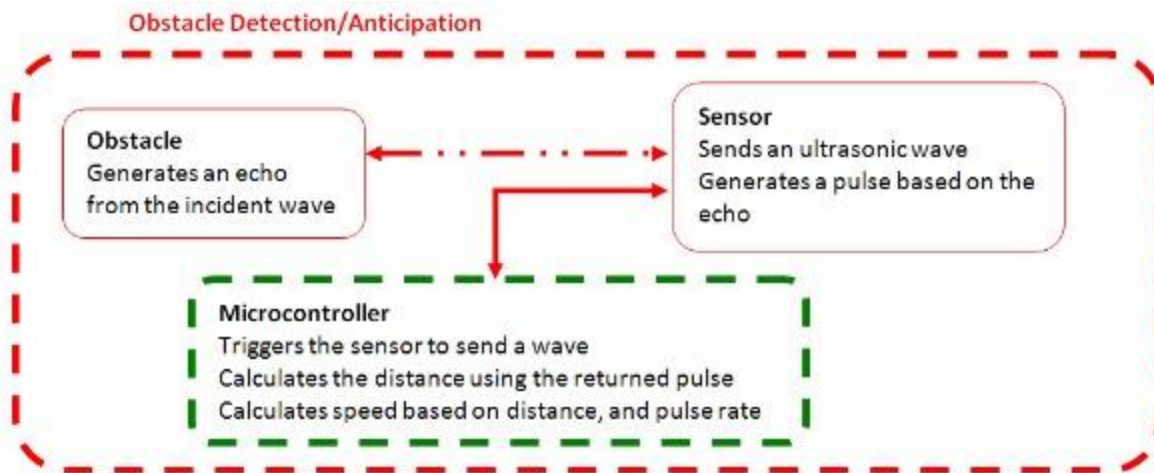 Obstacle Detection/Anticipation
Obstacle
Generates an echo
from the incident wave
Sensor
Sends an ultrasonic wave
Generates a pulse based on the
echo
Microcontroller
Triggers the sensor to send a wave
Calculates the distance using the returned pulse
Calculates speed based on distance, and pulse rate